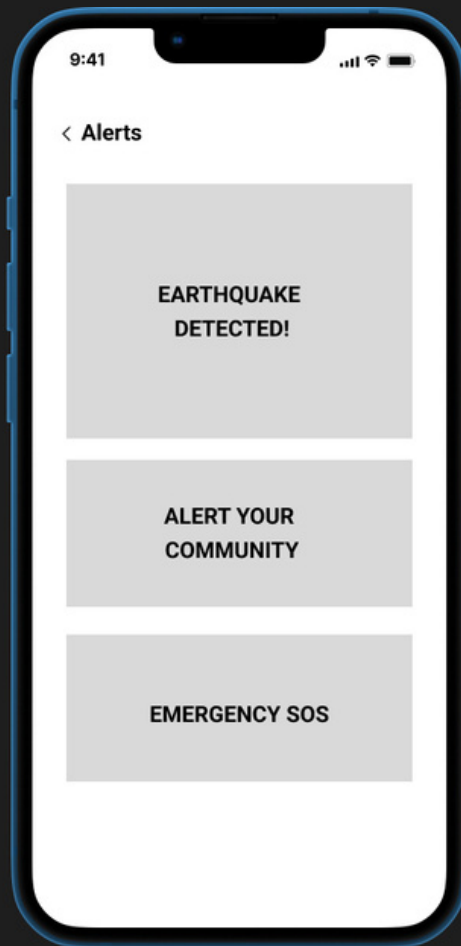 9:41
Alerts
EARTHQUAKE
DETECTED!
ALERT YOUR
COMMUNITY
EMERGENCY SOS